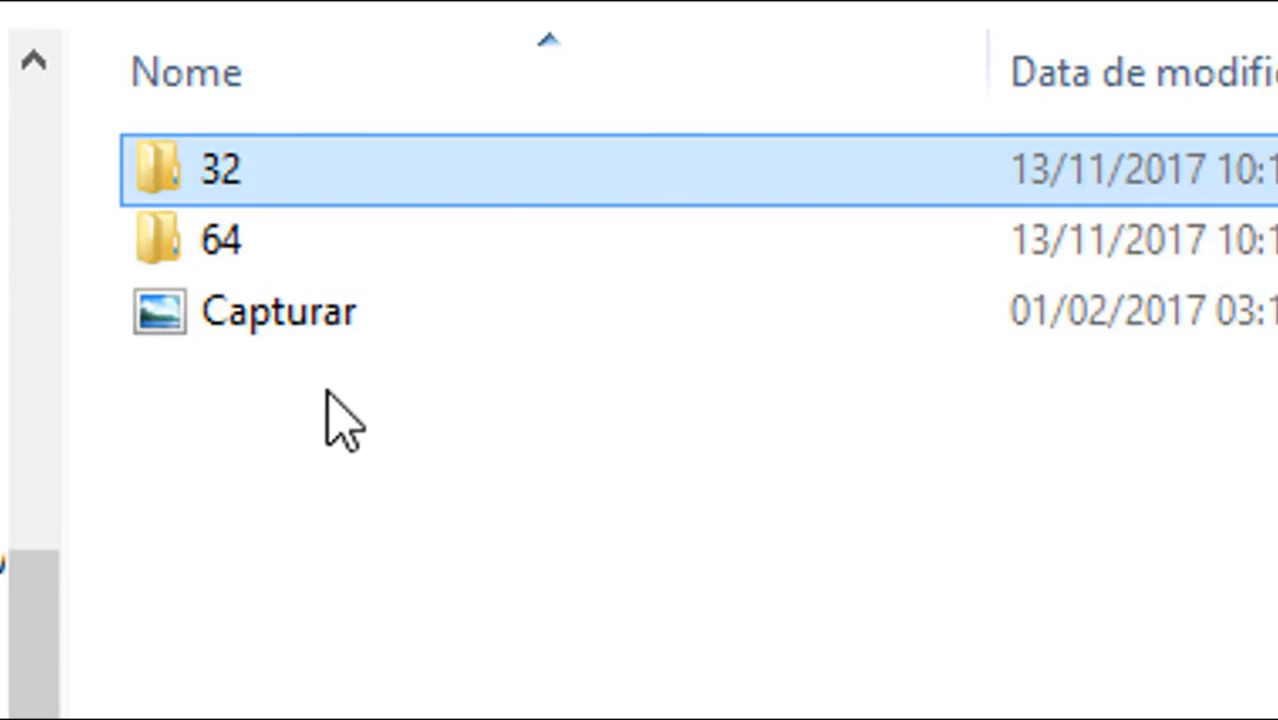 Nome Data de modifi
32 13/11/2017 10:1
64 13/11/2017 10:1
Capturar 01/02/2017 03:1